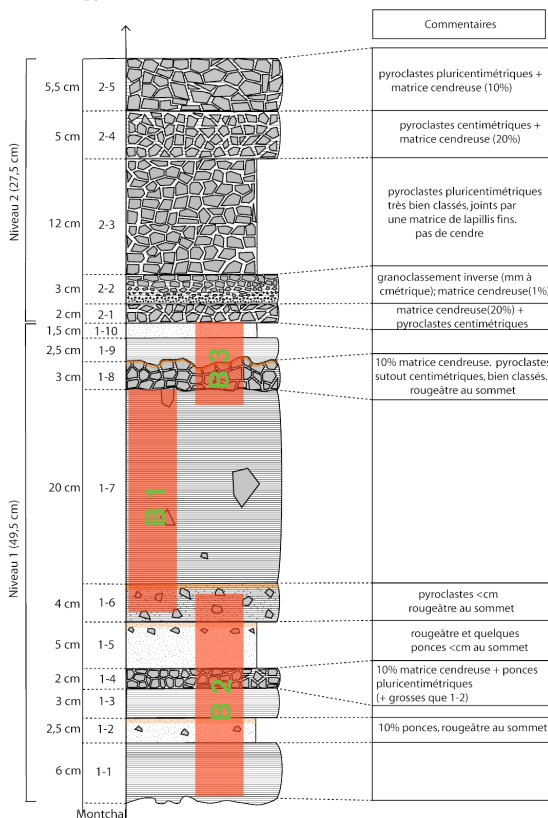 Commentaires
Niveau 2 (27,5 cm)
5,5 cm 2-5
pyroclastes pluricentimétriques +
matrice cendreuse (10%)
5 cm 2-4
pyroclastes centimétriques +
matrice cendreuse (20%)
12 cm 2-3
pyroclastes pluricentimétriques
très bien classés, joints par
une matrice de lapillis fins.
pas de cendre
3 cm 2-2
granoclassement inverse (mm à
cmétrique); matrice cendreuse(1%)
2 cm 2-1
matrice cendreuse(20%) +
pyroclastes centimétriques
Niveau 1 (49,5 cm)
1,5 cm 1-10
2,5 cm 1-9
3 cm 1-8
10% matrice cendreuse. pyroclastes
sutout centimétriques, bien classés.
rougeâtre au sommet
B 3
20 cm 1-7
B 1
4 cm 1-6
pyroclastes <cm
rougeâtre au sommet
5 cm 1-5
rougeâtre et quelques
ponces <cm au sommet
2 cm 1-4
10% matrice cendreuse + ponces
pluricentimétriques
(+ grosses que 1-2)
B 2
3 cm 1-3
2,5 cm 1-2
10% ponces, rougeâtre au sommet
6 cm 1-1
Montchal